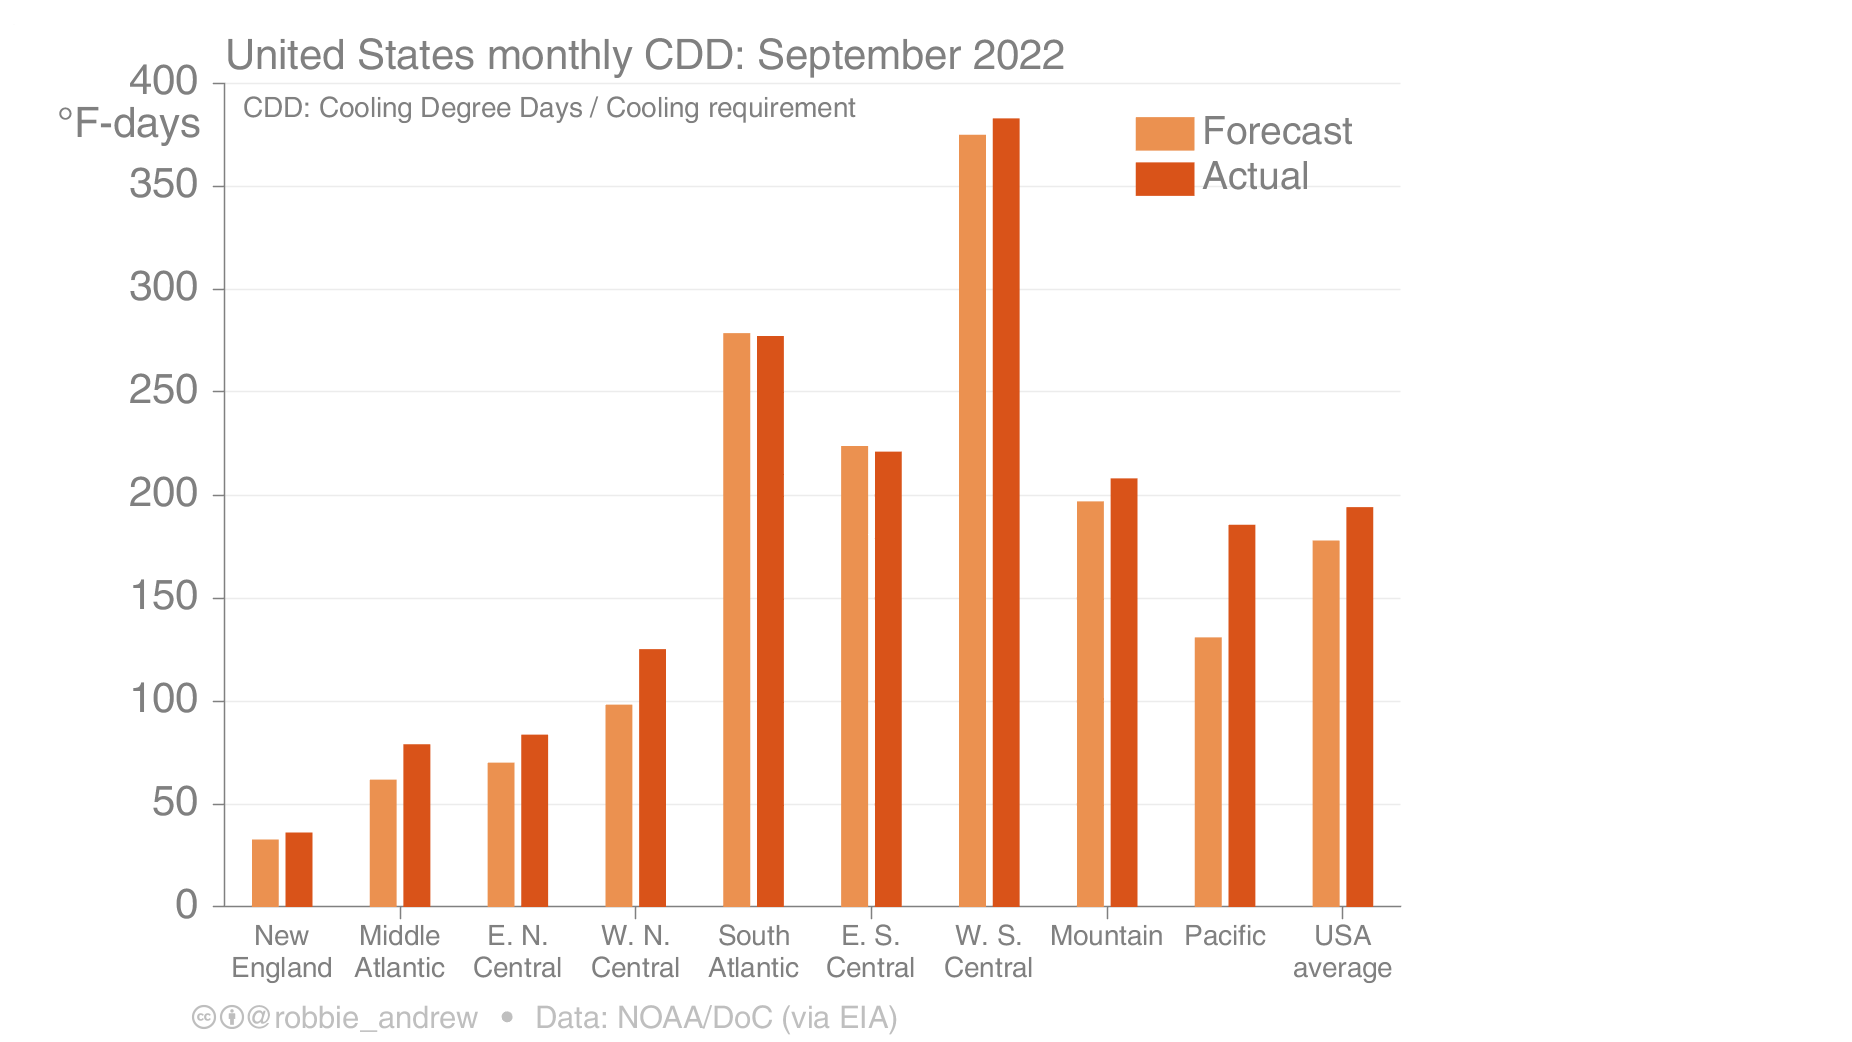 United States monthly CDD: September 2022
400
°F-days
CDD: Cooling Degree Days / Cooling requirement
Forecast
Actual
350
300
250
200
150
100
50
0
New England
Middle Atlantic
E. N. Central
W. N. Central
South Atlantic
E. S. Central
W. S. Central
Mountain
Pacific
USA average
cc @robbie_andrew • Data: NOAA/DoC (via EIA)